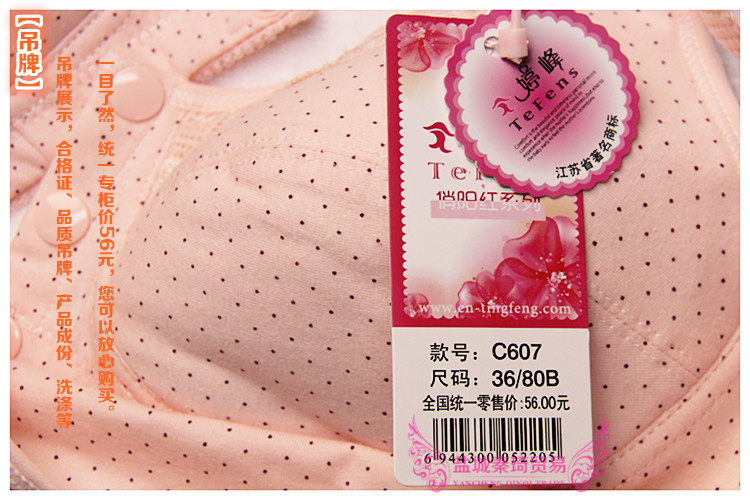 【吊牌】
一目了然，统一专柜价56元，您可以放心购买。
吊牌展示，合格证、品质吊牌、产品成份、洗涤等
婷峰
TeFens
江苏省著名商标
俏阳红系列
www.cn-tingfeng.com
款号：C607
尺码：36/80B
全国统一零售价：56.00元
6 944300 052205
盐城秦琦贸易
YANCHENG QINQI TRADE